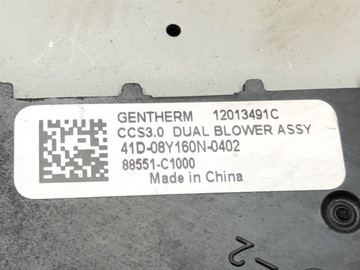 GENTHERM 12013491C
CCS3.0 DUAL BLOWER ASSY
41D-08Y160N-0402
88551-C1000
Made in China